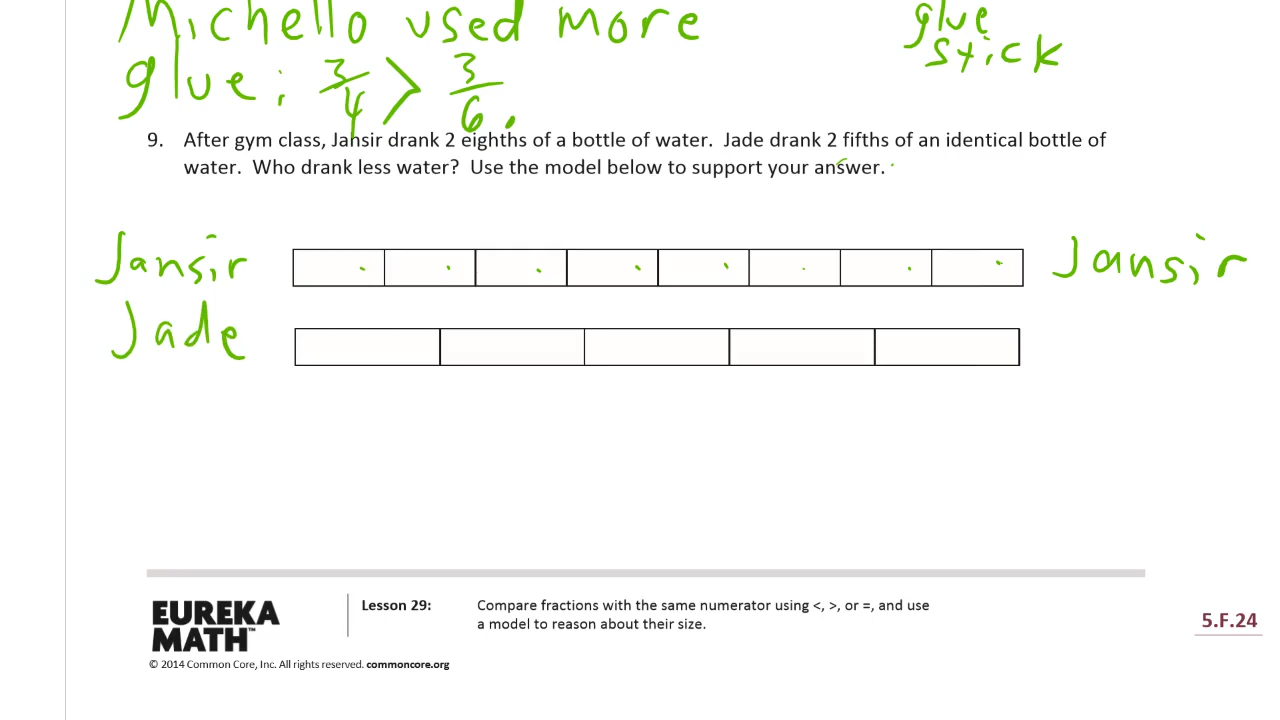 Michello used more
glue: 3/4 > 3/6.
glue
stick
9. After gym class, Jansir drank 2 eighths of a bottle of water. Jade drank 2 fifths of an identical bottle of
water. Who drank less water? Use the model below to support your answer.
Jansir
Jansir
Jade
EUREKA
MATH™
Lesson 29: Compare fractions with the same numerator using <, >, or =, and use
a model to reason about their size.
5.F.24
© 2014 Common Core, Inc. All rights reserved. commoncore.org